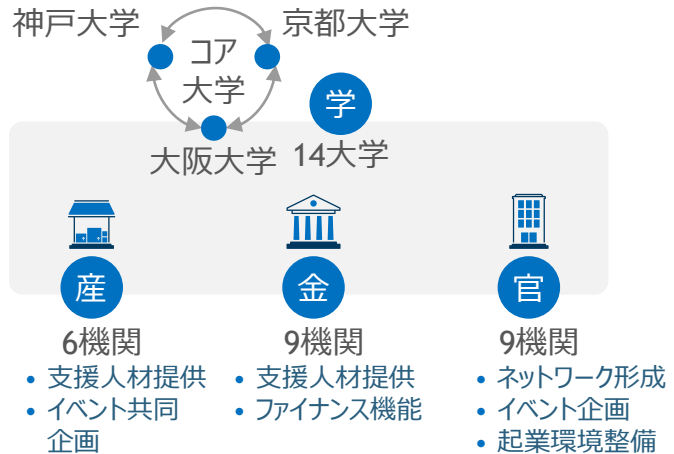 神戸大学
京都大学
コア
大学
大阪大学
学
14大学
産
6機関
• 支援人材提供
• イベント共同
企画
金
9機関
• 支援人材提供
• ファイナンス機能
官
9機関
• ネットワーク形成
• イベント企画
• 起業環境整備